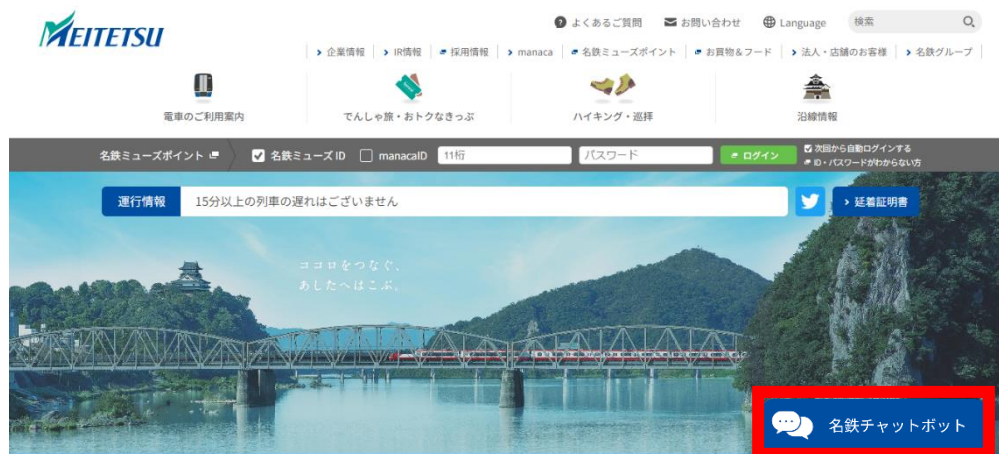 MEITETSU
よくあるご質問 お問い合わせ Language 検索
企業情報 IR情報 採用情報 manaca 名鉄ミューズポイント お買物&フード 法人・店舗のお客様 名鉄グループ
電車のご利用案内 でんしゃ旅・おトクなきっぷ ハイキング・巡拝 沿線情報
名鉄ミューズポイント 名鉄ミューズID manacaID 11桁 パスワード ログイン 次回から自動ログインする
ID・パスワードがわからない方
運行情報 15分以上の列車の遅れはございません 延着証明書
ココロをつなぐ、
あしたへはこぶ。
名鉄チャットボット